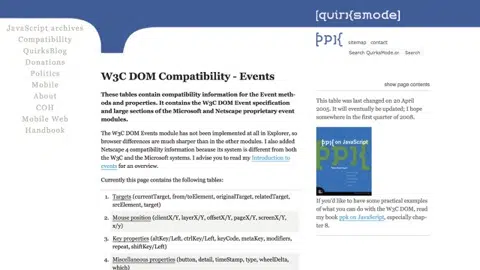 [quirksmode]
JavaScript archives
Compatibility
QuirksBlog
Donations
Politics
Mobile
About
COH
Mobile Web
Handbook
W3C DOM Compatibility - Events
These tables contain compatibility information for the Event meth-
ods and properties. It contains the W3C DOM Event specification
and large sections of the Microsoft and Netscape proprietary event
modules.
The W3C DOM Events module has not been implemented at all in Explorer, so
browser differences are much sharper than in the other modules. I also added
Netscape 4 compatibility information because its system is different from both
the W3C and the Microsoft systems. I advise you to read my Introduction to
events for an overview.
Currently this page contains the following tables:
1. Targets (currentTarget, from/toElement, originalTarget, relatedTarget,
srcElement, target)
2. Mouse position (clientX/Y, layerX/Y, offsetX/Y, pageX/Y, screenX/Y,
x/y)
3. Key properties (altKey/Left, ctrlKey/Left, keyCode, metaKey, modifiers,
repeat, shiftKey/Left)
4. Miscellaneous properties (button, detail, timeStamp, type, wheelDelta,
which)
ppk
sitemap contact
Search QuirksMode.or Search
show page contents
This table was last changed on 20 April
2005. It will eventually be updated; I hope
somewhere in the first quarter of 2008.
ppk on JavaScript
ppk
If you'd like to have some practical examples
of what you can do with the W3C DOM, read
my book ppk on JavaScript, especially chap-
ter 8.